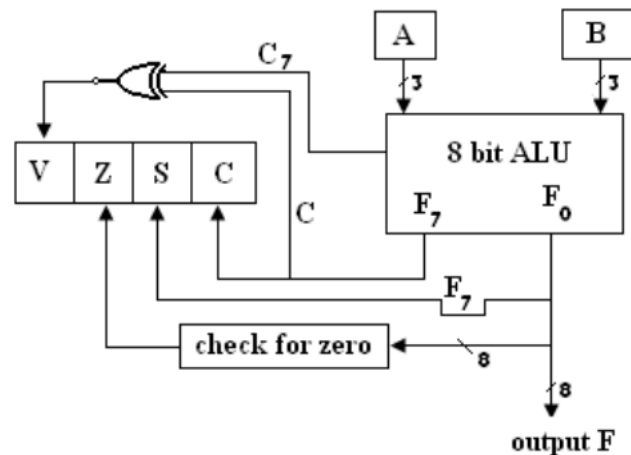 A
B
C7
3
3
8 bit ALU
V Z S C
F7
F0
C
F7
check for zero
8
8
output F